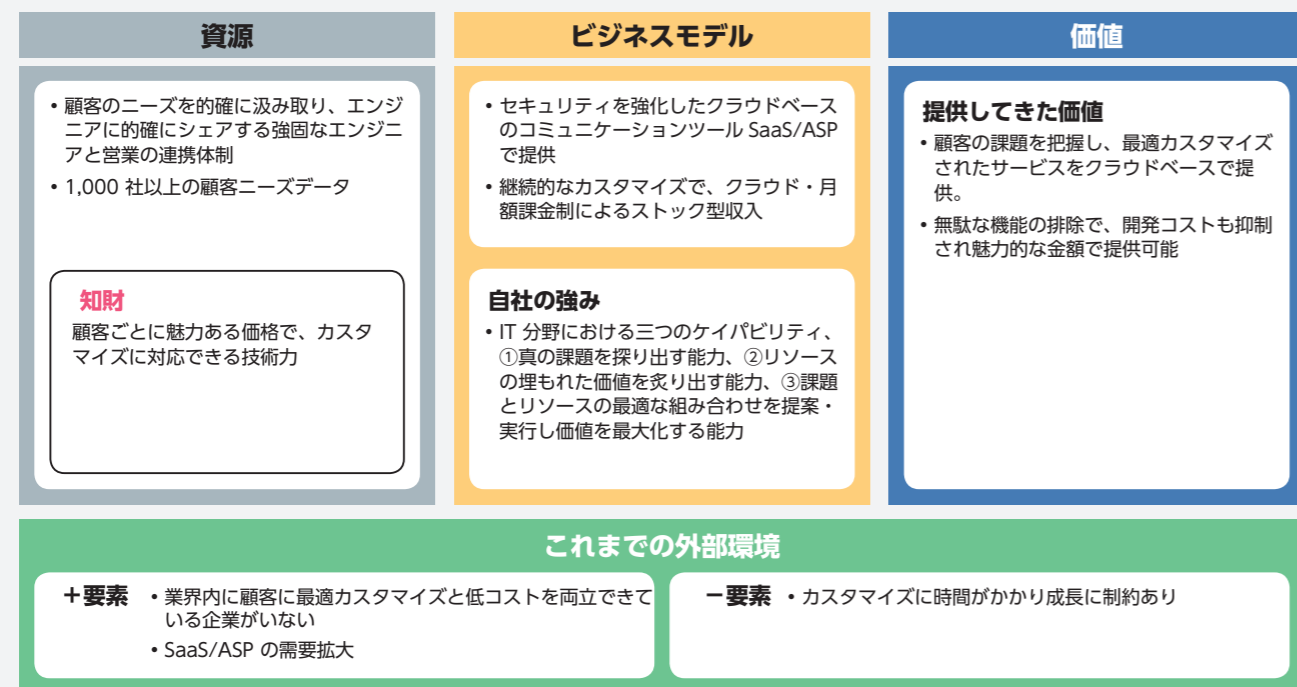 資源
・顧客のニーズを的確に汲み取り、エンジ
ニアに的確にシェアする強固なエンジニ
アと営業の連携体制
・1,000 社以上の顧客ニーズデータ
知財
顧客ごとに魅力ある価格で、カスタ
マイズに対応できる技術力
ビジネスモデル
・セキュリティを強化したクラウドベース
のコミュニケーションツール SaaS/ASP
で提供
・継続的なカスタマイズで、クラウド・月
額課金制によるストック型収入
自社の強み
・IT 分野における三つのケイパビリティ、
①真の課題を探り出す能力、②リソース
の埋もれた価値を炙り出す能力、③課題
とリソースの最適な組み合わせを提案・
実行し価値を最大化する能力
価値
提供してきた価値
・顧客の課題を把握し、最適カスタマイズ
されたサービスをクラウドベースで提
供。
・無駄な機能の排除で、開発コストも抑制
され魅力的な金額で提供可能
これまでの外部環境
＋要素
・業界内に顧客に最適カスタマイズと低コストを両立できて
いる企業がいない
・SaaS/ASP の需要拡大
－要素
・カスタマイズに時間がかかり成長に制約あり